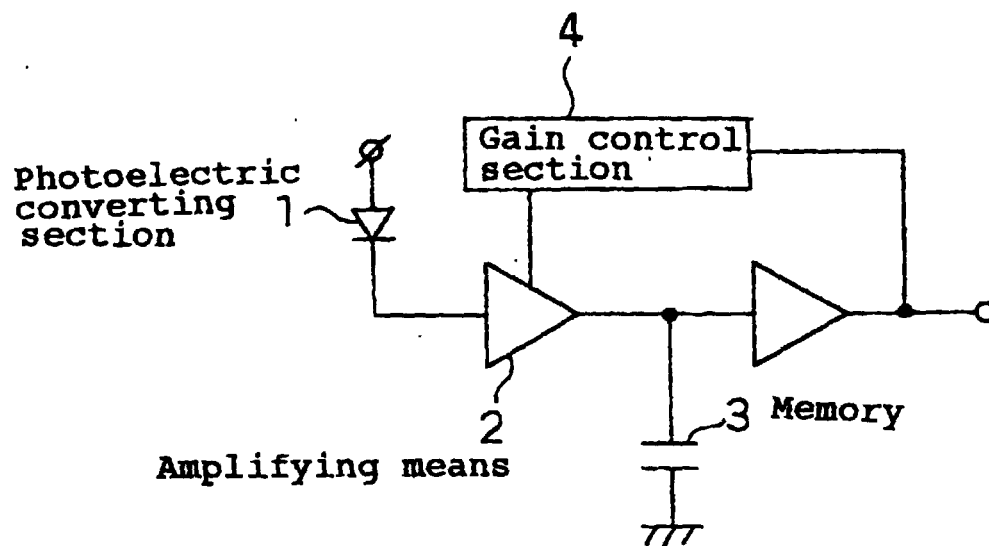 4
Gain control
section
Photoelectric
converting
section
1
2
Amplifying means
3
Memory